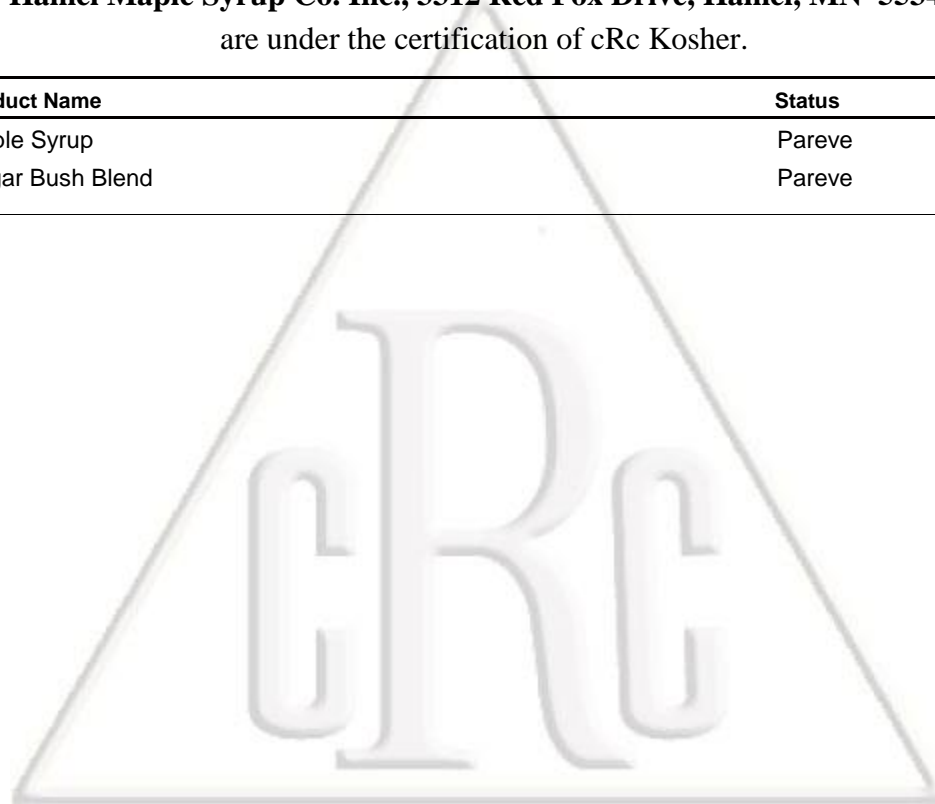 Hamel Maple Syrup Co. Inc., Red Fox Drive, Hamel, MN
are under the certification of cRc Kosher.
duct Name Status
ple Syrup Pareve
gar Bush Blend Pareve
cRc